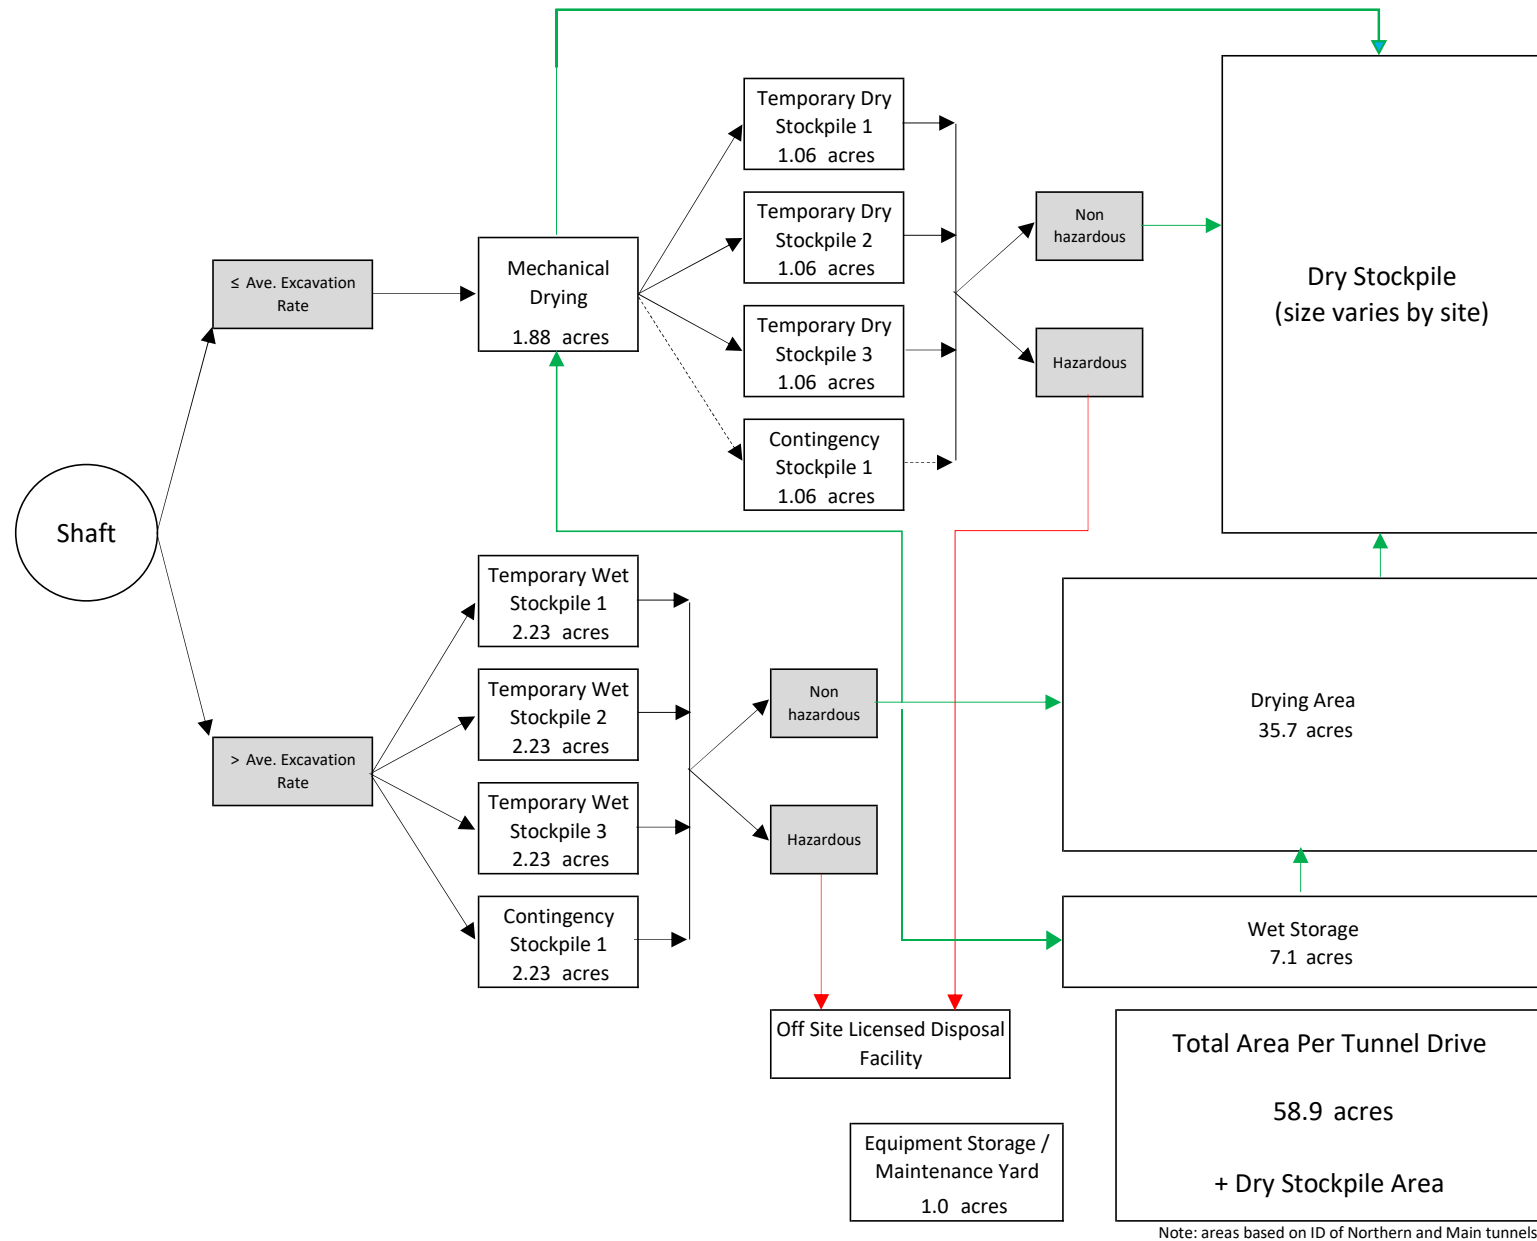 Temporary Dry
Stockpile 1
1.06 acres
Temporary Dry
Stockpile 2
1.06 acres
Non
hazardous
≤ Ave. Excavation
Rate
Mechanical
Drying
1.88 acres
Dry Stockpile
(size varies by site)
Temporary Dry
Stockpile 3
1.06 acres
Hazardous
Contingency
Stockpile 1
1.06 acres
Shaft
Temporary Wet
Stockpile 1
2.23 acres
Temporary Wet
Stockpile 2
2.23 acres
Non
hazardous
Drying Area
35.7 acres
> Ave. Excavation
Rate
Temporary Wet
Stockpile 3
2.23 acres
Hazardous
Contingency
Stockpile 1
2.23 acres
Wet Storage
7.1 acres
Off Site Licensed Disposal
Facility
Total Area Per Tunnel Drive
58.9 acres
+ Dry Stockpile Area
Equipment Storage /
Maintenance Yard
1.0 acres
Note: areas based on ID of Northern and Main tunnels